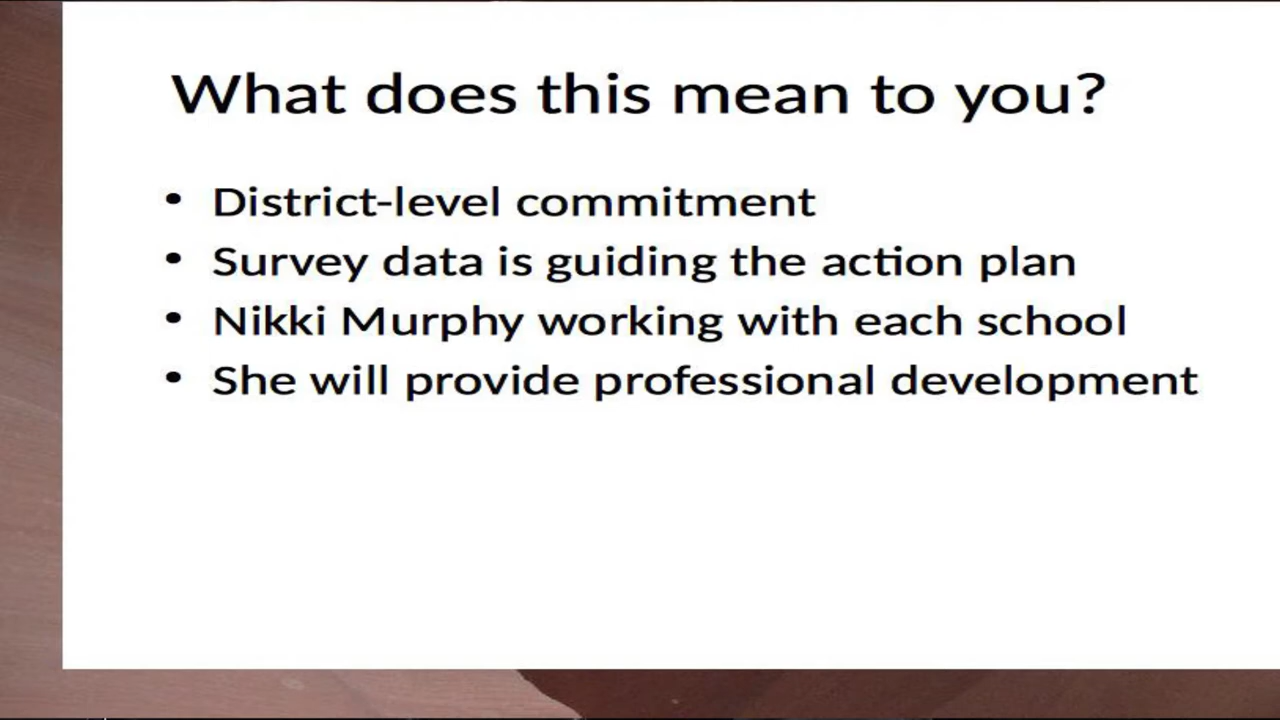 What does this mean to you?
• District-level commitment
• Survey data is guiding the action plan
• Nikki Murphy working with each school
• She will provide professional development